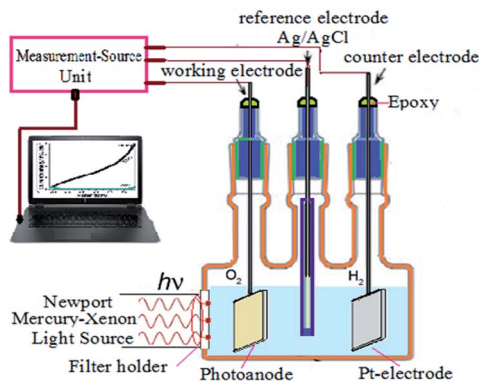 reference electrode
Ag/AgCl
counter electrode
Measurement-Source
Unit
working electrode
Epoxy
O2
H2
hν
Newport
Mercury-Xenon
Light Source
Filter holder
Photoanode
Pt-electrode